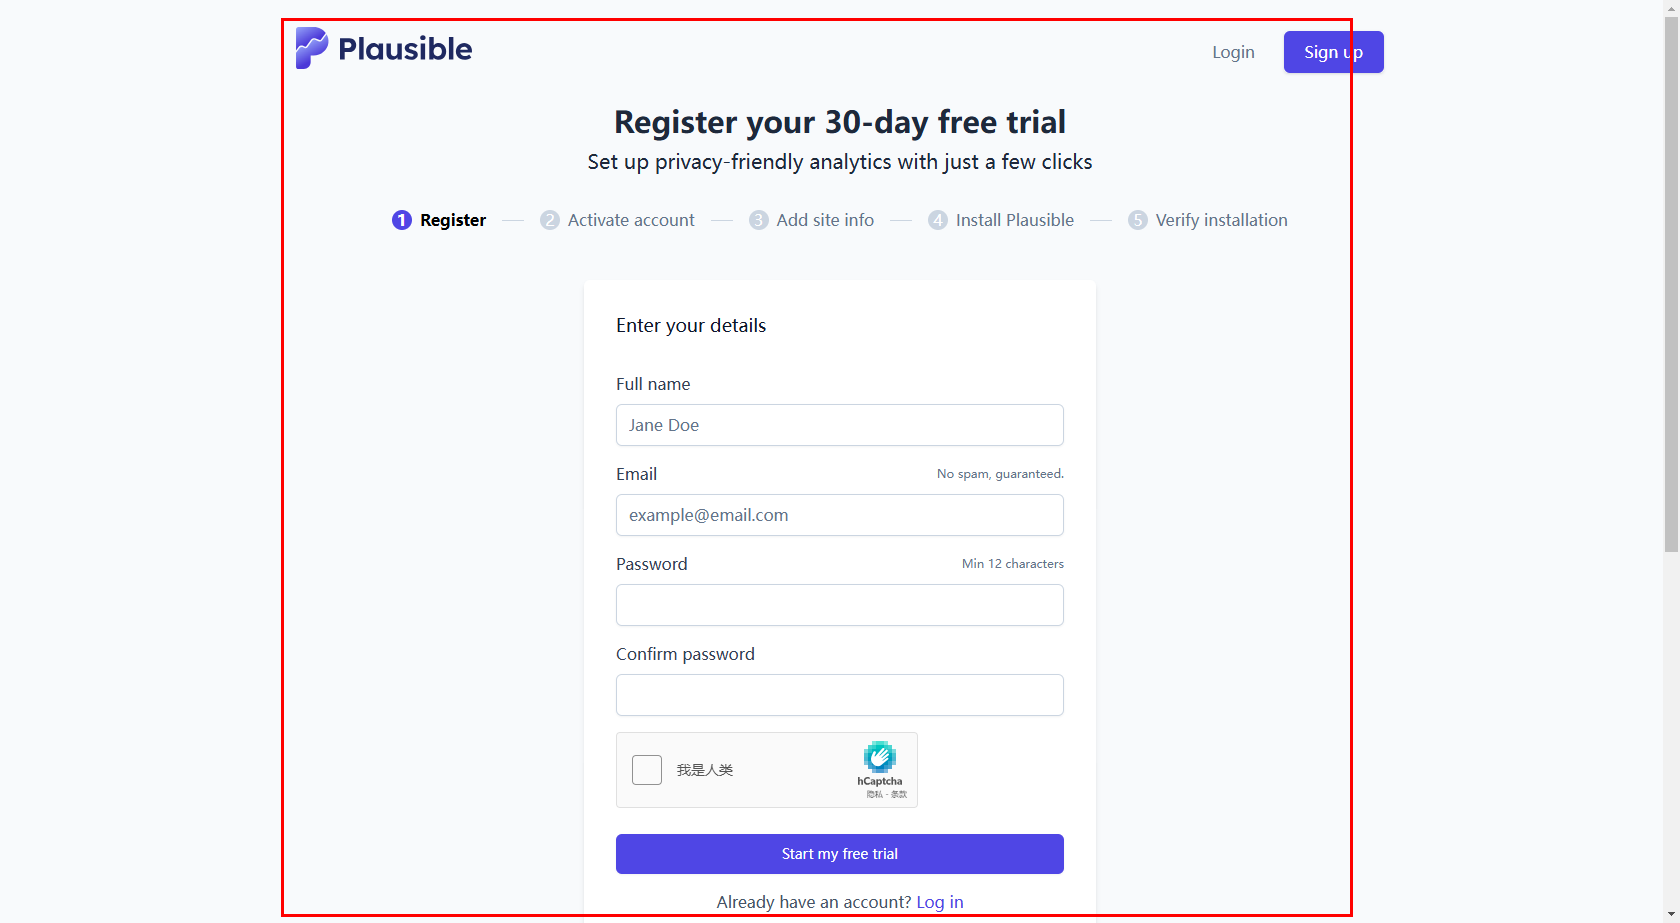 Plausible
Login
Sign up
Register your 30-day free trial
Set up privacy-friendly analytics with just a few clicks
1 Register
2 Activate account
3 Add site info
4 Install Plausible
5 Verify installation
Enter your details
Full name
Jane Doe
Email
No spam, guaranteed.
example@email.com
Password
Min 12 characters
Confirm password
我是人类
hCaptcha
隐私 - 条款
Start my free trial
Already have an account? Log in